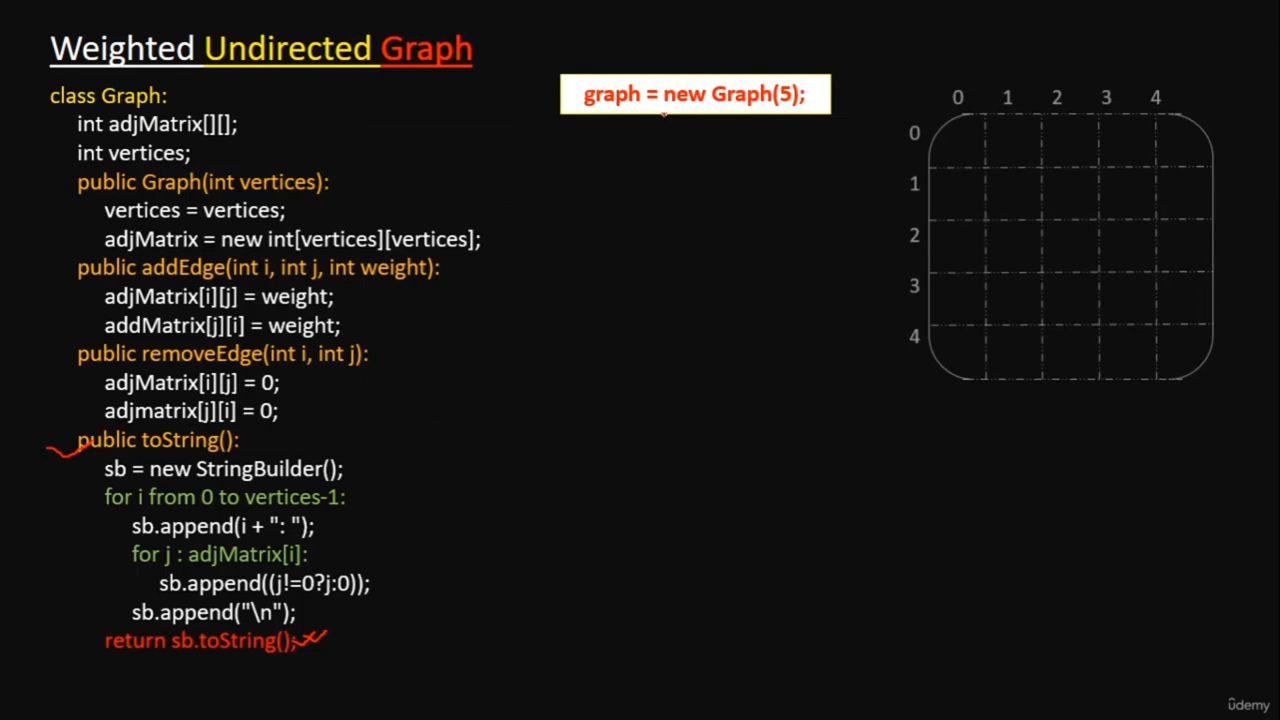 Weighted Undirected Graph
class Graph:
int adjMatrix[][];
int vertices;
public Graph(int vertices):
vertices = vertices;
adjMatrix = new int[vertices][vertices];
public addEdge(int i, int j, int weight):
adjMatrix[i][j] = weight;
addMatrix[j][i] = weight;
public removeEdge(int i, int j):
adjMatrix[i][j] = 0;
adjmatrix[j][i] = 0;
public toString():
sb = new StringBuilder();
for i from 0 to vertices-1:
sb.append(i + ": ");
for j : adjMatrix[i]:
sb.append((j!=0?j:0));
sb.append("\n");
return sb.toString();
graph = new Graph(5);
0 1 2 3 4
0
1
2
3
4
ûdemy